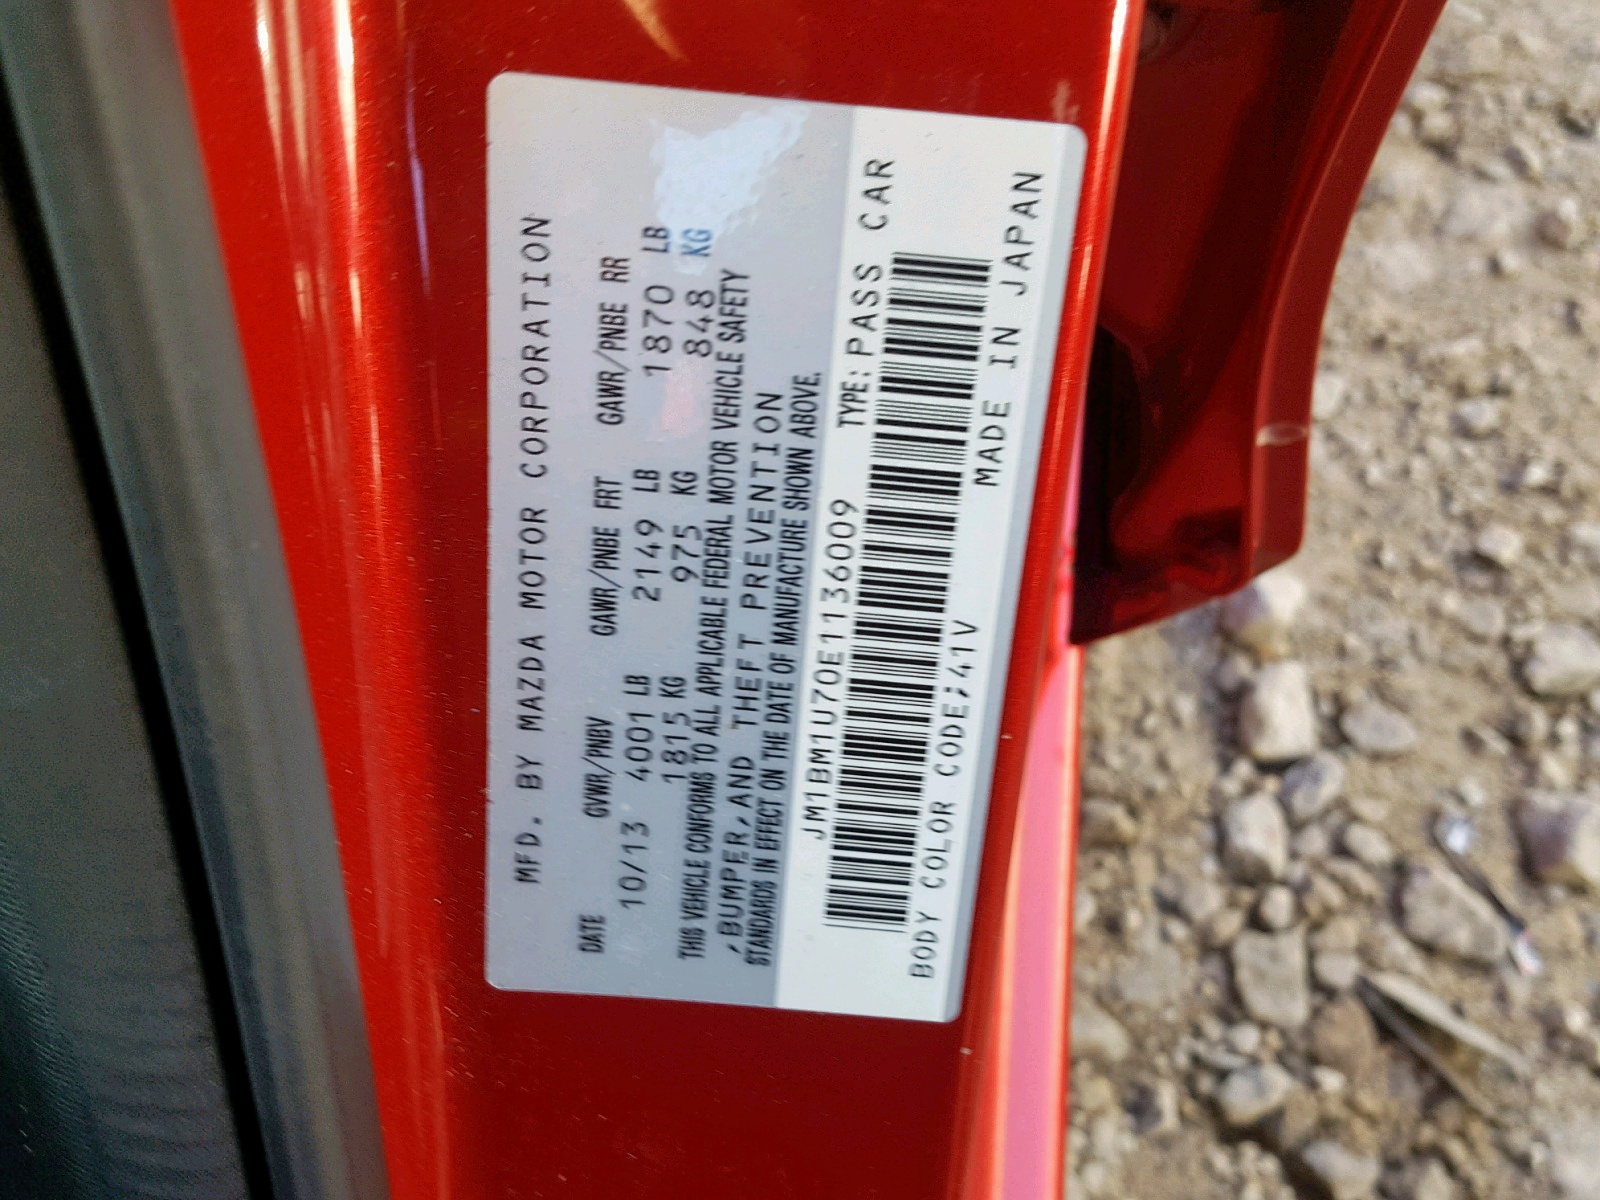 MFD. BY MAZDA MOTOR CORPORATION
DATE GVWR/PNBV GAWR/PNBE FRT GAWR/PNBE RR
10/13 4001 LB 2149 LB 1870 LB
1815 KG 975 KG 848 KG
THIS VEHICLE CONFORMS TO ALL APPLICABLE FEDERAL MOTOR VEHICLE SAFETY
,BUMPER,AND THEFT PREVENTION
STANDARDS IN EFFECT ON THE DATE OF MANUFACTURE SHOWN ABOVE.
JM1BM1U70E1136009 TYPE: PASS CAR
BODY COLOR CODE;41V MADE IN JAPAN